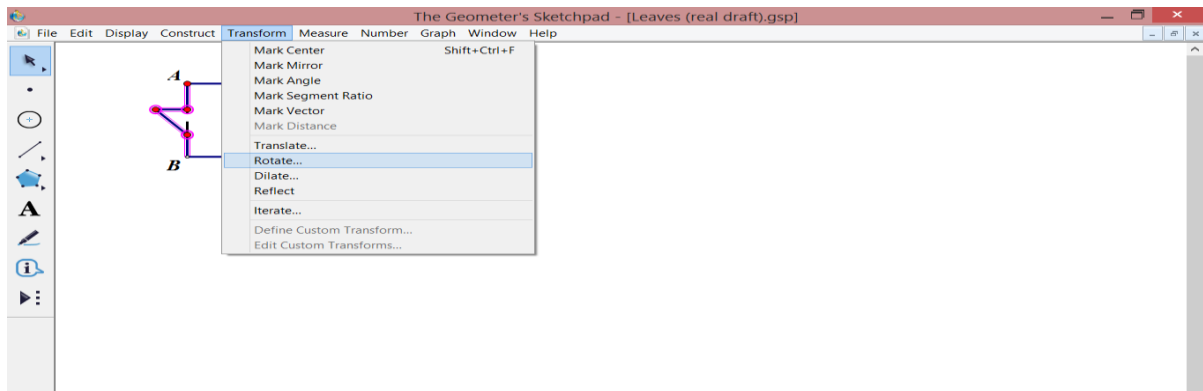 The Geometer's Sketchpad - [Leaves (real draft).gsp]
File Edit Display Construct Transform Measure Number Graph Window Help
Mark Center Shift+Ctrl+F
Mark Mirror
Mark Angle
Mark Segment Ratio
Mark Vector
Mark Distance
Translate...
Rotate...
Dilate...
Reflect
Iterate...
Define Custom Transform...
Edit Custom Transforms...
A
B
A